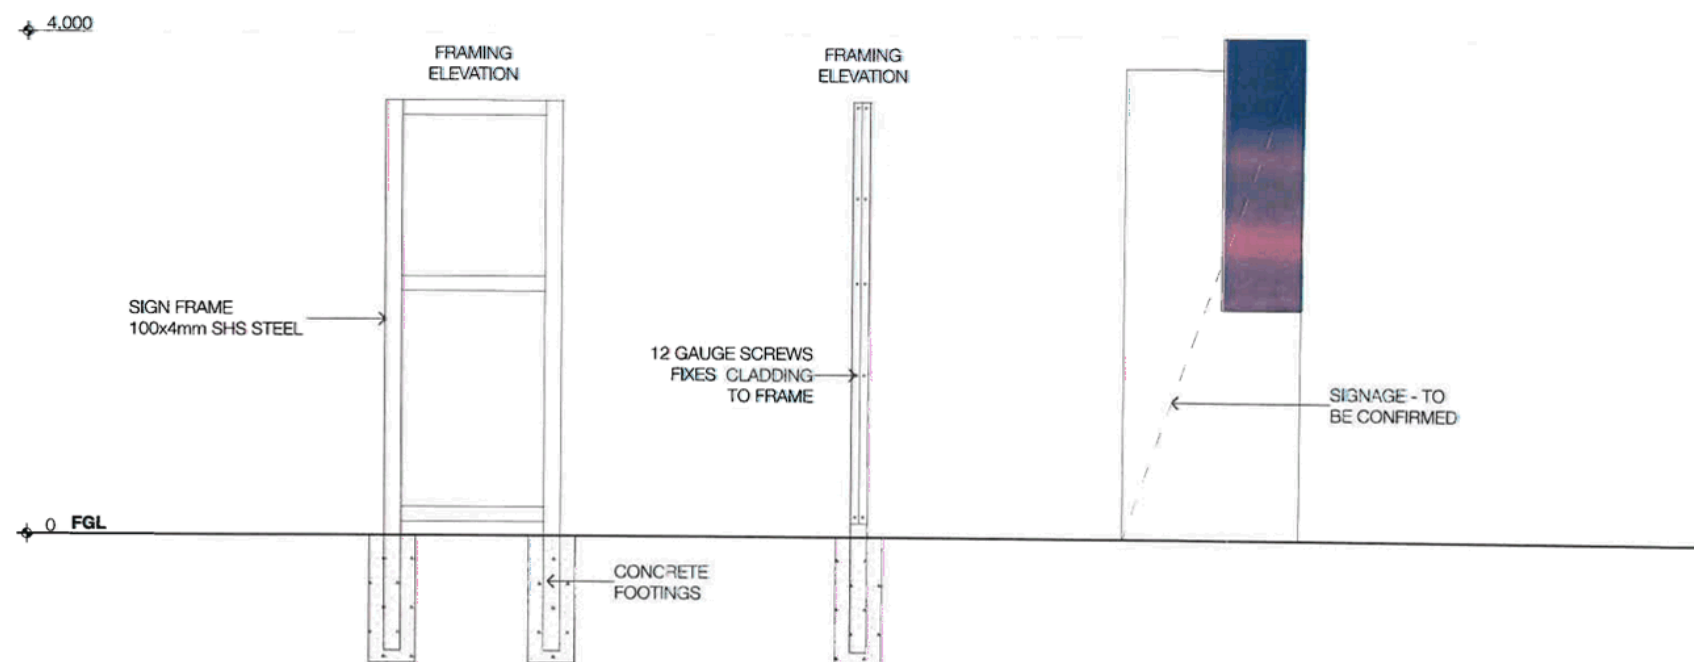 4,000
FRAMING
ELEVATION
FRAMING
ELEVATION
SIGN FRAME
100x4mm SHS STEEL
12 GAUGE SCREWS
FIXES CLADDING
TO FRAME
SIGNAGE - TO
BE CONFIRMED
0 FGL
CONCRETE
FOOTINGS